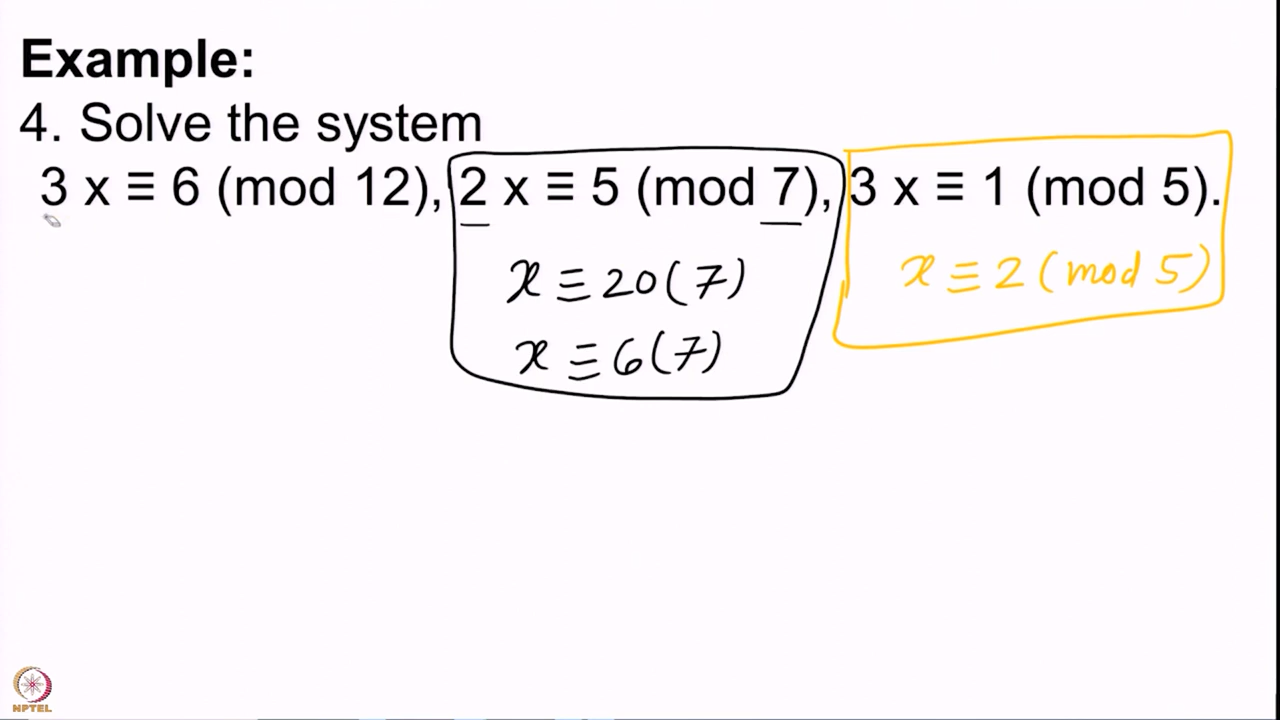 Example:
4. Solve the system
3 x ≡ 6 (mod 12), 2 x ≡ 5 (mod 7), 3 x ≡ 1 (mod 5).
x ≡ 20 (7)
x ≡ 2 (mod 5)
x ≡ 6 (7)
NPTEL